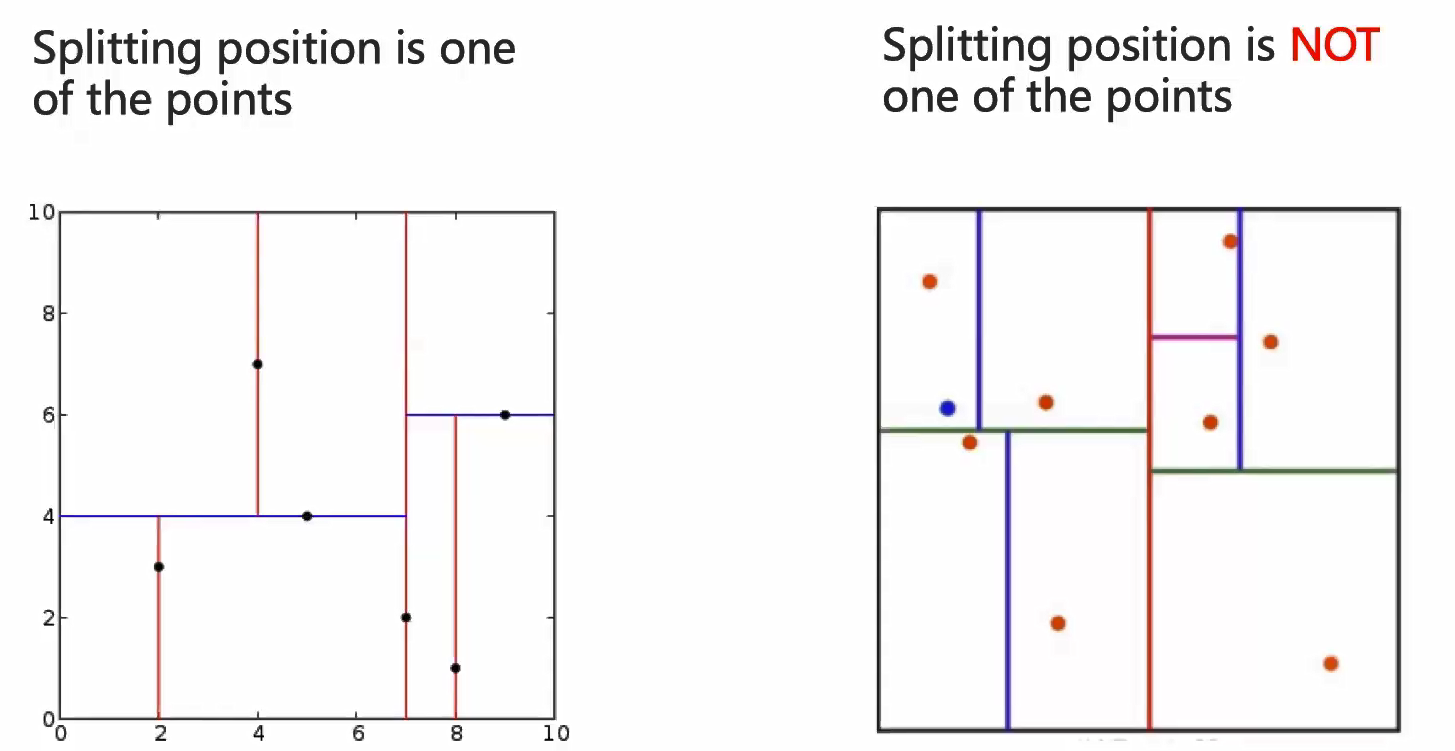 Splitting position is one
of the points
Splitting position is NOT
one of the points
10
8
6
4
2
0
0 2 4 6 8 10